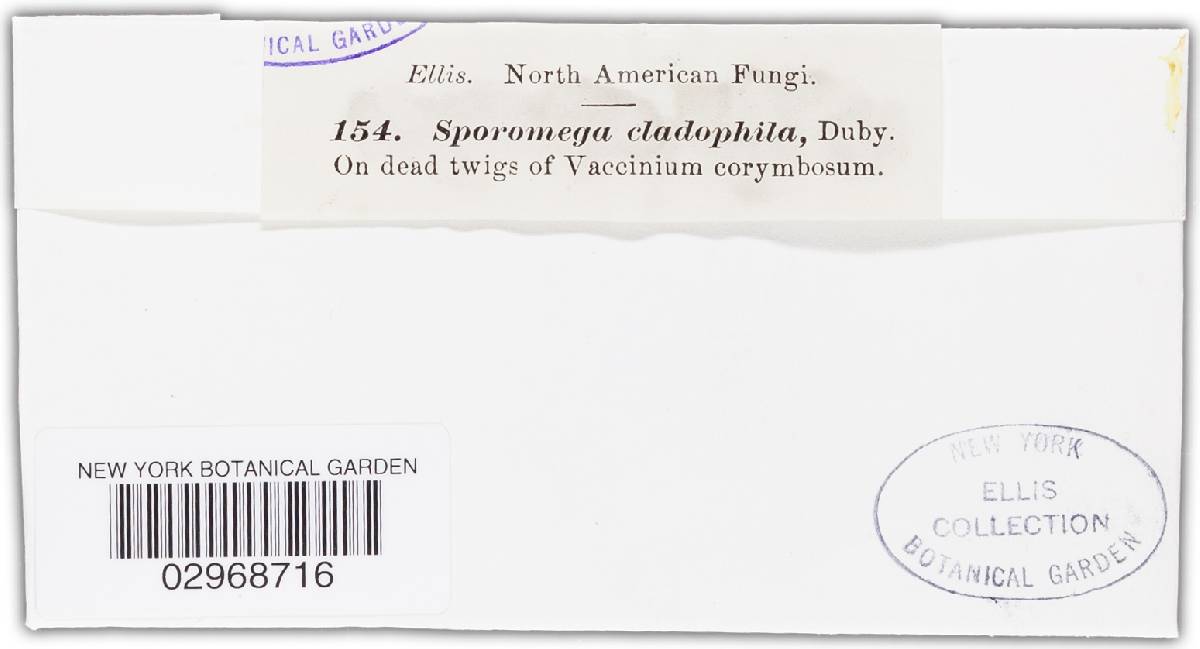 ICAL GARD
Ellis. North American Fungi.
154. Sporomega cladophila, Duby.
On dead twigs of Vaccinium corymbosum.
NEW YORK BOTANICAL GARDEN
02968716
NEW YORK
ELLIS
COLLECTION
BOTANICAL GARDEN